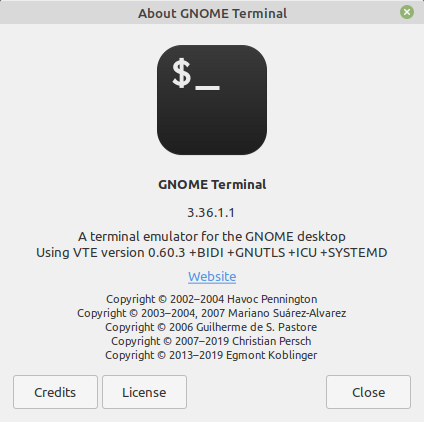 About GNOME Terminal
$_
GNOME Terminal
3.36.1.1
A terminal emulator for the GNOME desktop
Using VTE version 0.60.3 +BIDI +GNUTLS +ICU +SYSTEMD
Website
Copyright © 2002–2004 Havoc Pennington
Copyright © 2003–2004, 2007 Mariano Suárez-Alvarez
Copyright © 2006 Guilherme de S. Pastore
Copyright © 2007–2019 Christian Persch
Copyright © 2013–2019 Egmont Koblinger
Credits License Close